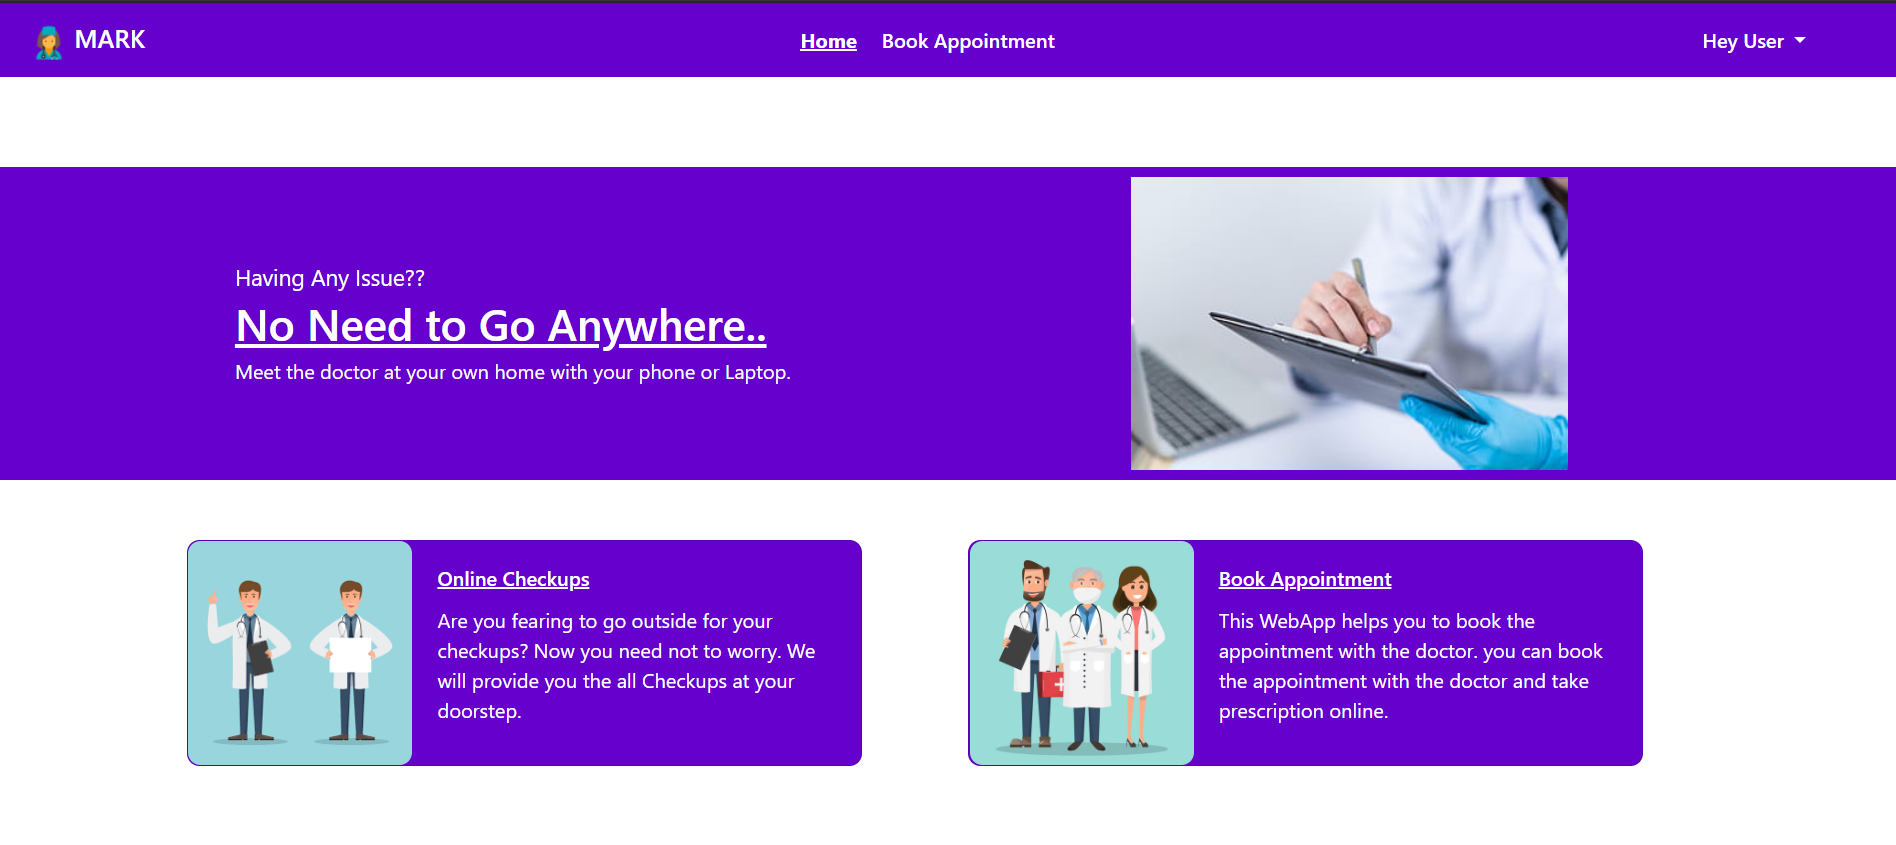 MARK
Home
Book Appointment
Hey User
Having Any Issue??
No Need to Go Anywhere..
Meet the doctor at your own home with your phone or Laptop.
Online Checkups
Are you fearing to go outside for your
checkups? Now you need not to worry. We
will provide you the all Checkups at your
doorstep.
Book Appointment
This WebApp helps you to book the
appointment with the doctor. you can book
the appointment with the doctor and take
prescription online.